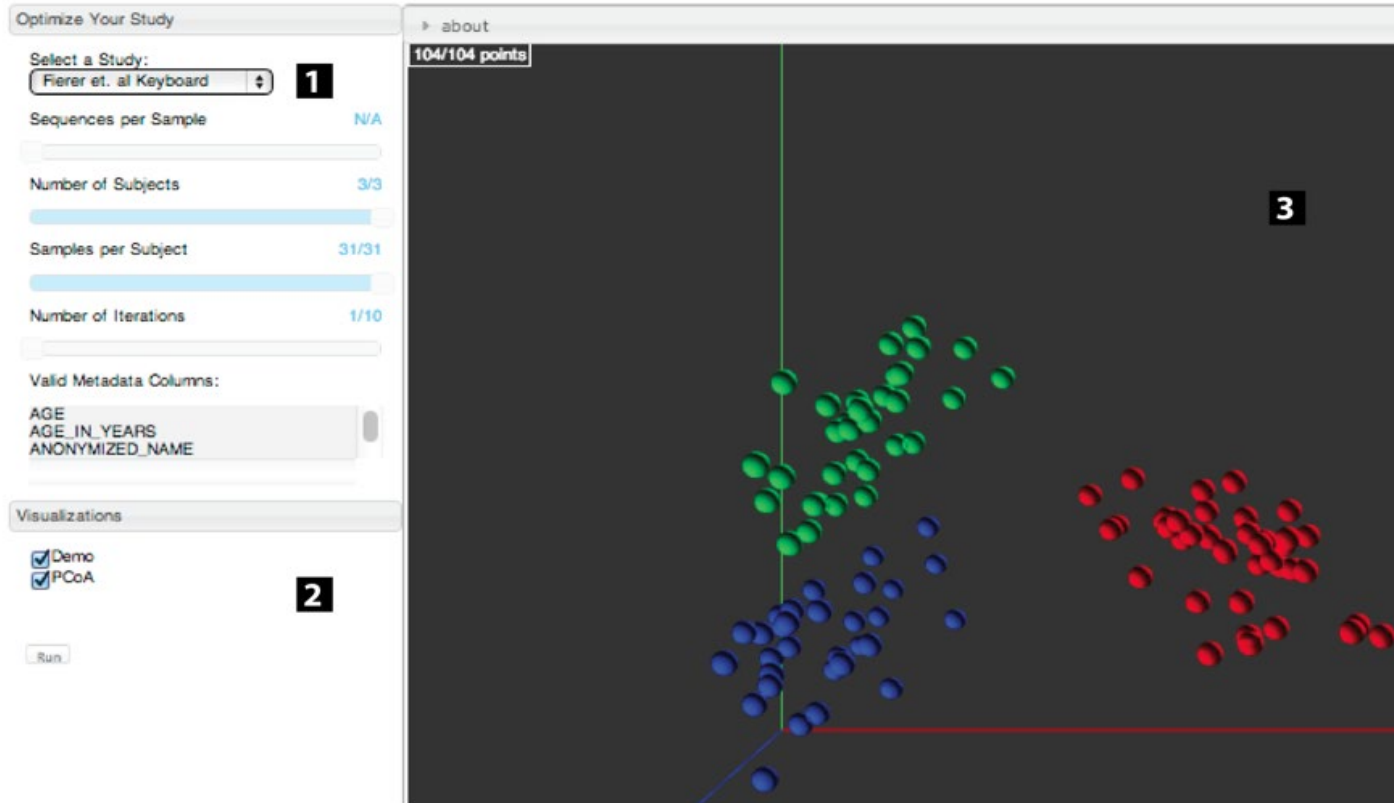 Optimize Your Study
Select a Study:
Fierer et. al Keyboard
1
Sequences per Sample N/A
Number of Subjects 3/3
Samples per Subject 31/31
Number of Iterations 1/10
Valid Metadata Columns:
AGE
AGE_IN_YEARS
ANONYMIZED_NAME
Visualizations
Demo
PCoA
2
Run
about
104/104 points
3